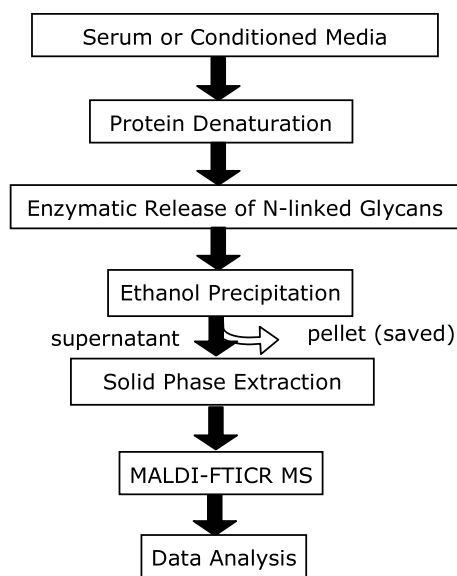 Serum or Conditioned Media
Protein Denaturation
Enzymatic Release of N-linked Glycans
Ethanol Precipitation
supernatant
pellet (saved)
Solid Phase Extraction
MALDI-FTICR MS
Data Analysis